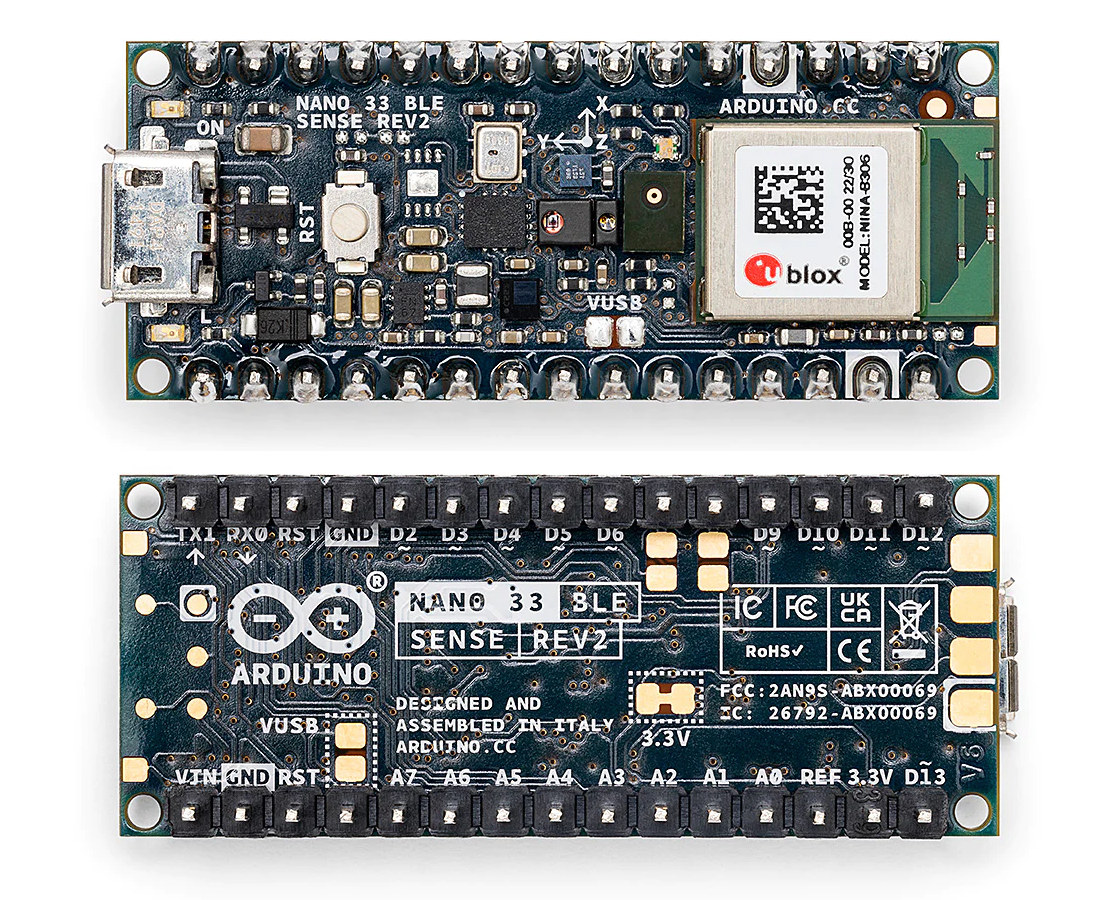 NANO 33 BLE
SENSE REV2
ARDUINO.CC
ON
X
Y
Z
RST
00B-00 22/30
MODEL:NINA-B306
ublox®
VUSB
L
K26
TX1 RX0 RST GND D2 D3 D4 D5 D6 D9 D10 D11 D12
~ ~ ~ ~ ~ ~ ~ ~ ~
®
NANO 33 BLE
SENSE REV2
ARDUINO
IC FC UK CA
RoHS✓ CE
DESIGNED AND
ASSEMBLED IN ITALY
ARDUINO.CC
FCC:2AN9S-ABX00069
IC: 26792-ABX00069
VUSB
3.3V
VIN GND RST A7 A6 A5 A4 A3 A2 A1 A0 REF 3.3V D13
~
V3